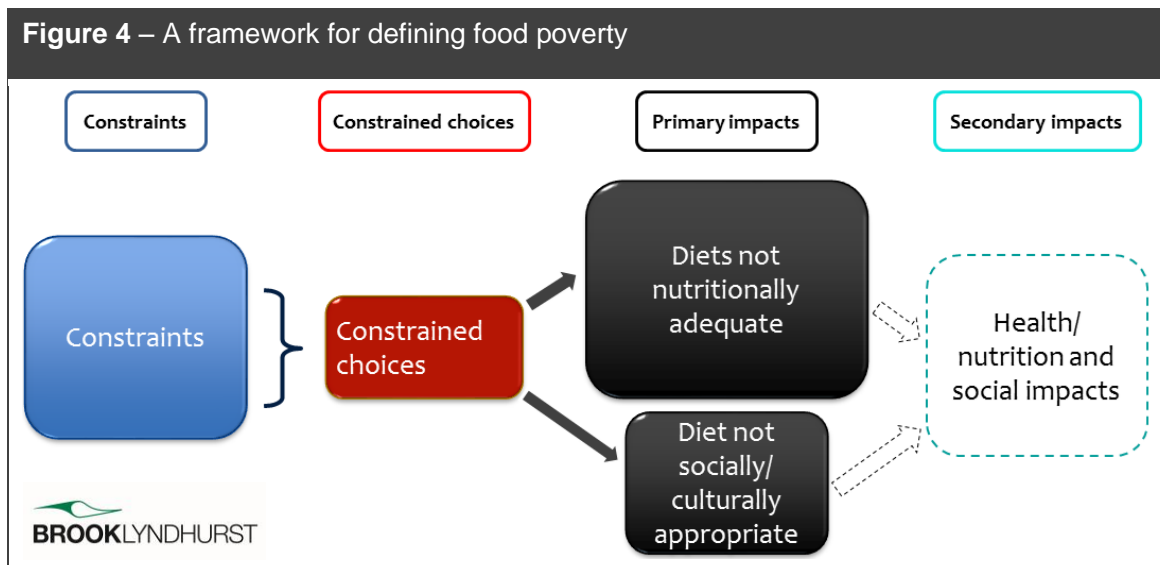 Figure 4 – A framework for defining food poverty
Constraints
Constrained choices
Primary impacts
Secondary impacts
Constraints
Constrained
choices
Diets not
nutritionally
adequate
Diet not
socially/
culturally
appropriate
Health/
nutrition and
social impacts
BROOKLYNDHURST